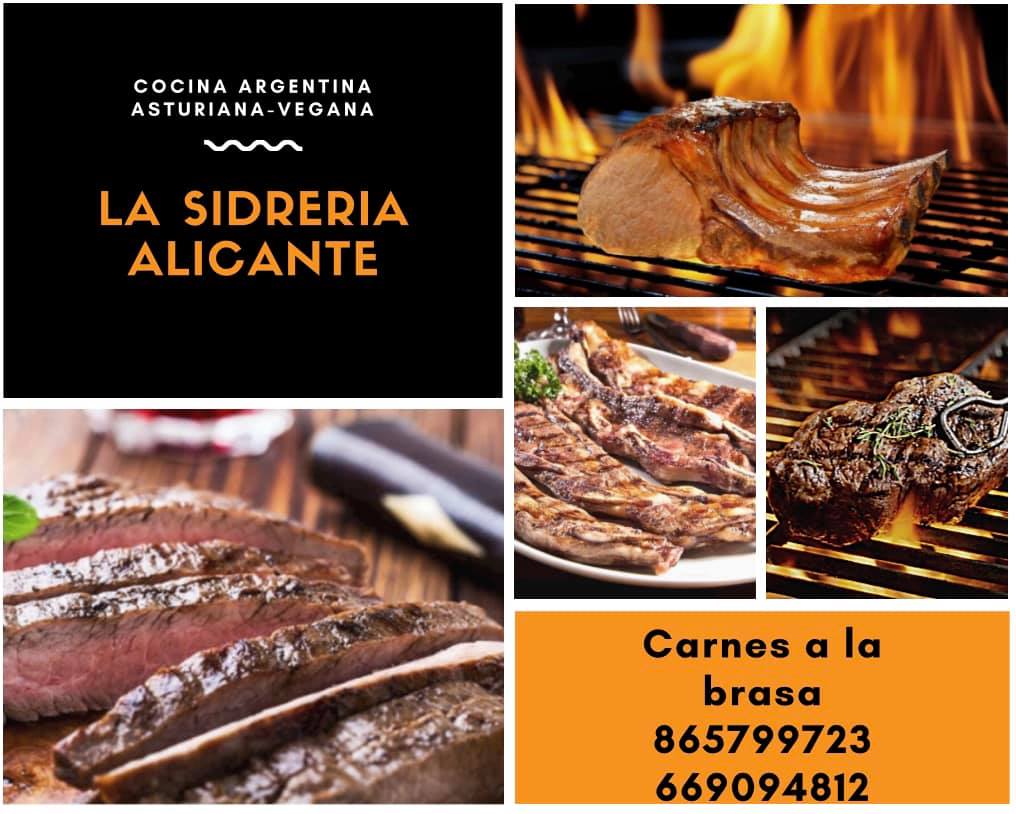 COCINA ARGENTINA
ASTURIANA-VEGANA
LA SIDRERIA
ALICANTE
Carnes a la
brasa
865799723
669094812